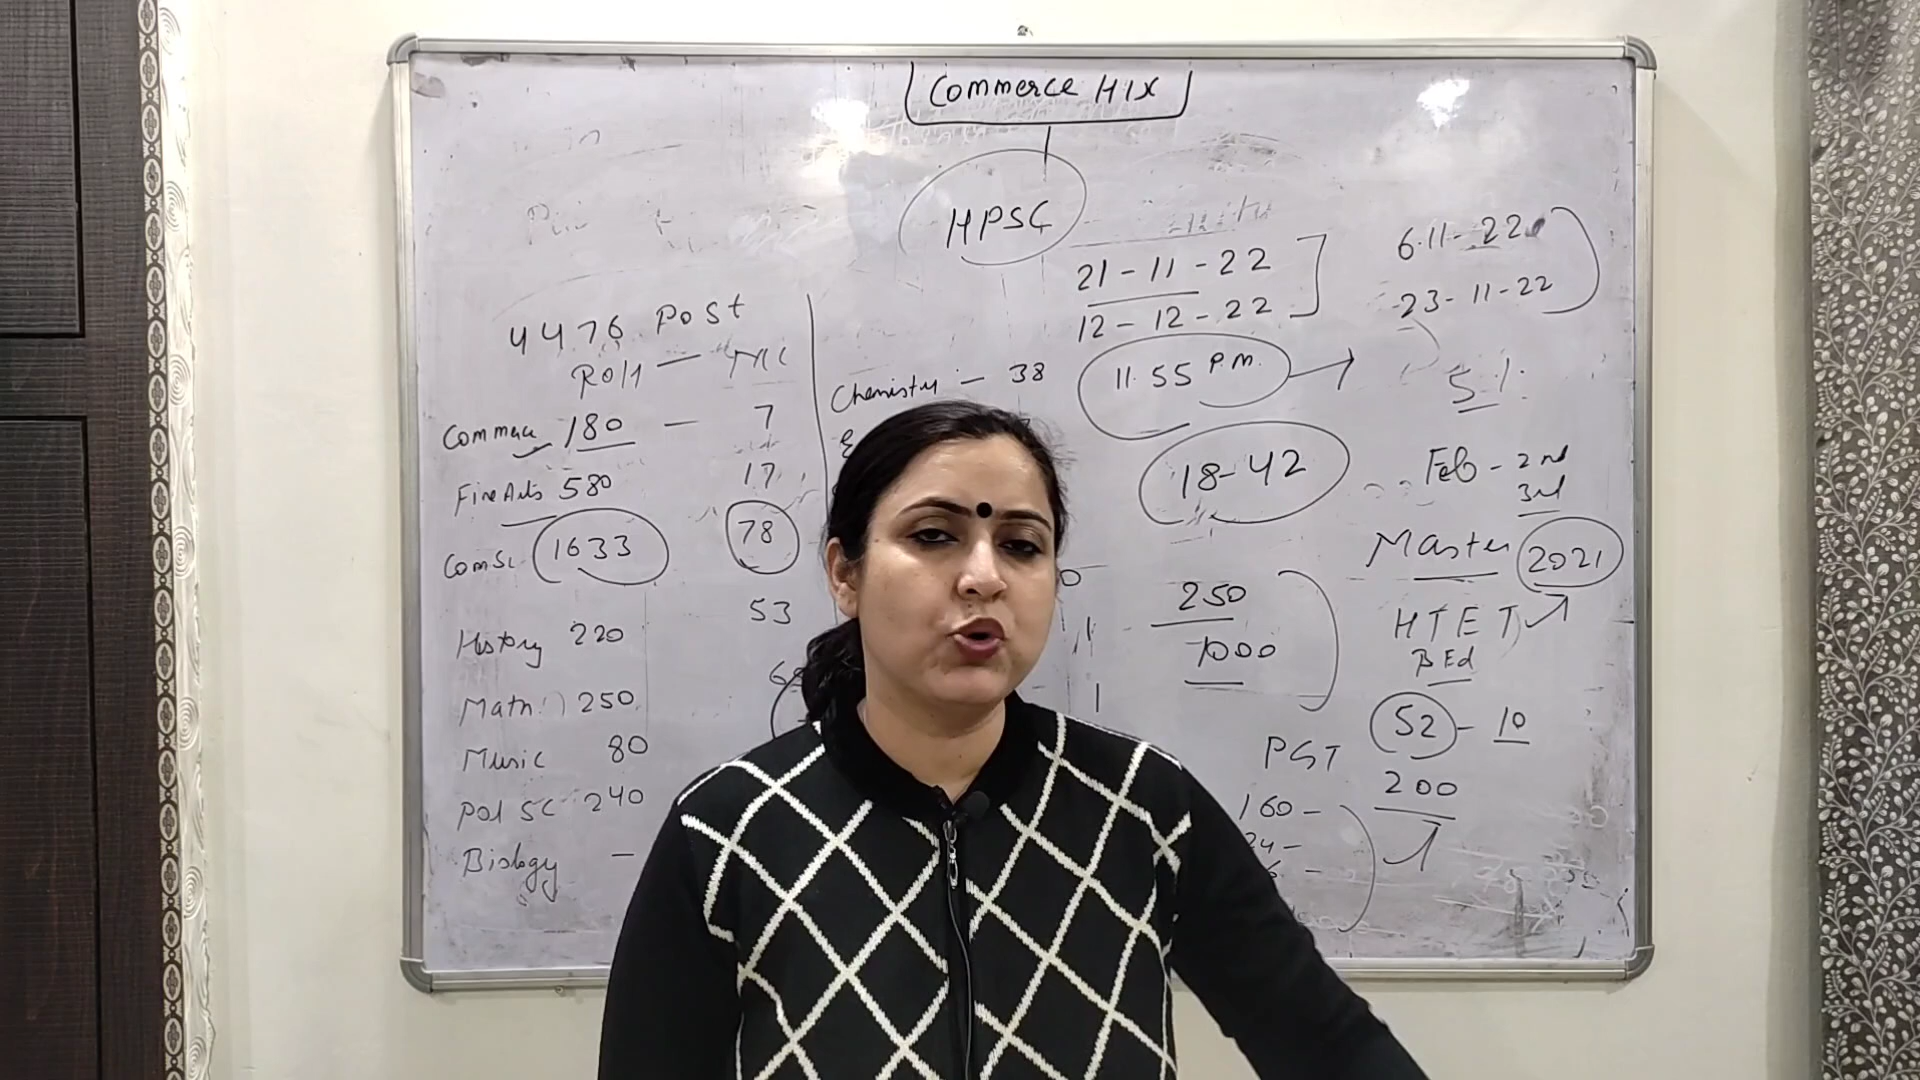 Commerce HIX
HPSC
4476 Post
ROH
Commerce 180 — 7
Fine Arts 580 17
ComSc 1633 78
History 220 53
Math 250
Music 80
Pol SC 240
Biology —
Chemistry — 38
21-11-22
12-12-22
11.55 P.M.
18-42
250
1000
PGT
160 —
6.11-22
23-11-22
5%
Feb - 2nd
3rd
Master 2021
HTET
BEd
52 - 10
200